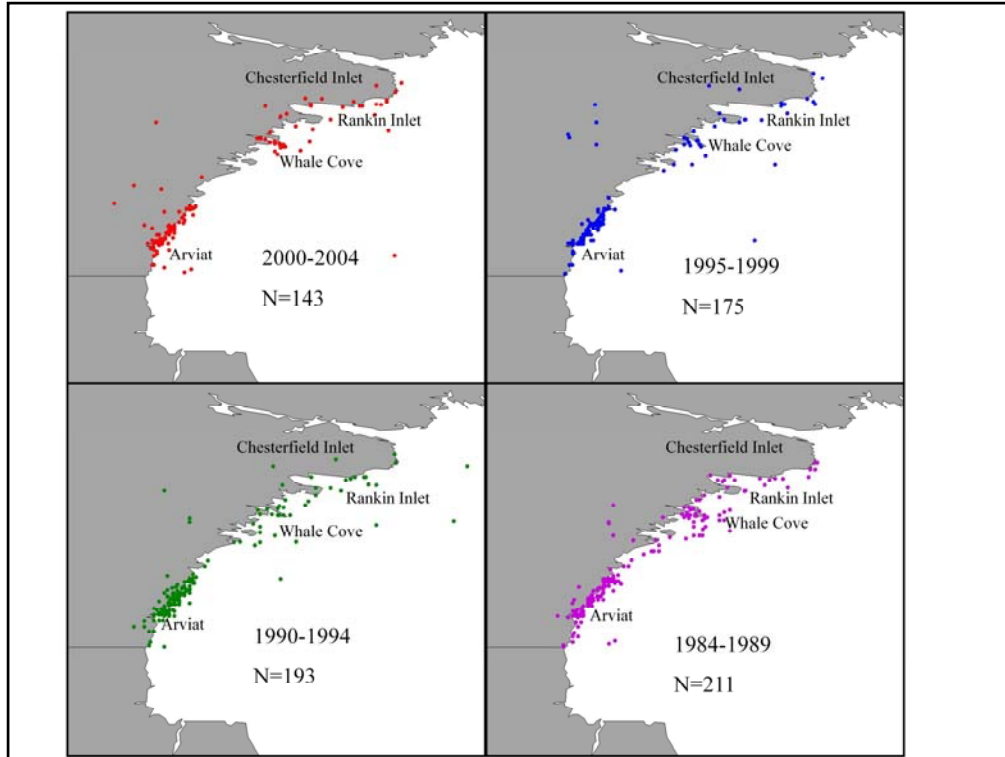 Chesterfield Inlet
Rankin Inlet
Whale Cove
Arviat
2000-2004
N=143
Chesterfield Inlet
Rankin Inlet
Whale Cove
Arviat
1995-1999
N=175
Chesterfield Inlet
Rankin Inlet
Whale Cove
Arviat
1990-1994
N=193
Chesterfield Inlet
Rankin Inlet
Whale Cove
Arviat
1984-1989
N=211